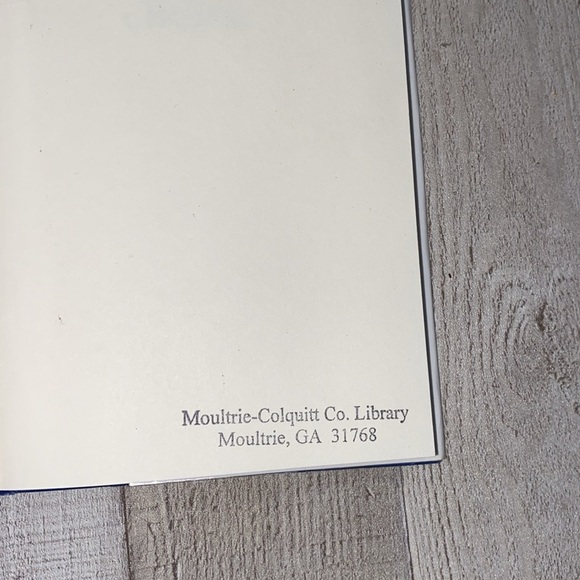 Moultrie-Colquitt Co. Library
Moultrie, GA 31768